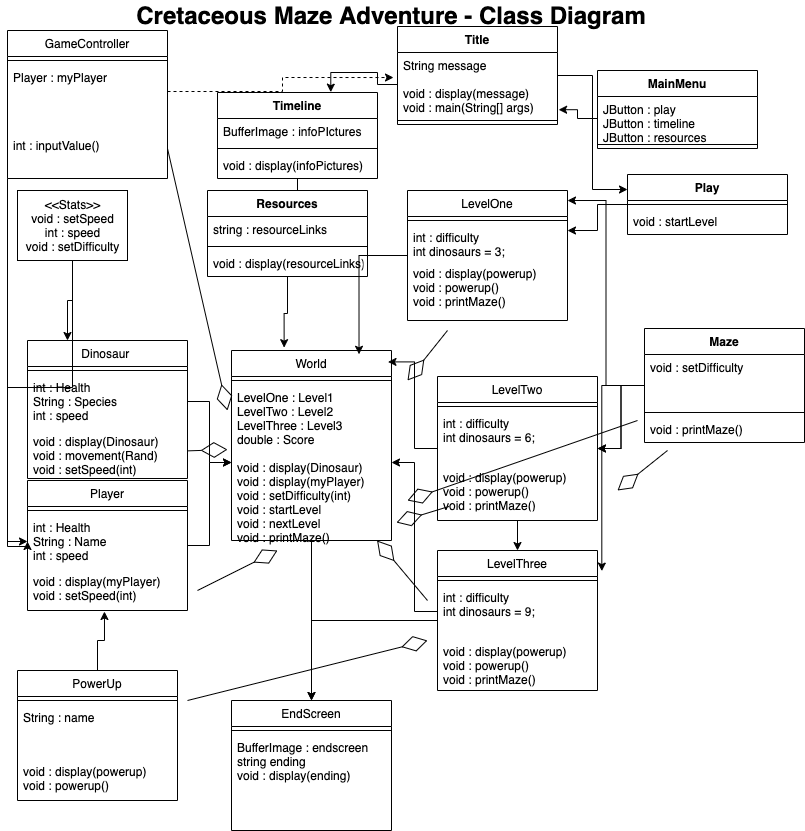 Cretaceous Maze Adventure - Class Diagram
GameController
Player : myPlayer
int : inputValue()
Title
String message
void : display(message)
void : main(String[] args)
MainMenu
JButton : play
JButton : timeline
JButton : resources
Timeline
BufferImage : infoPIctures
void : display(infoPictures)
<<Stats>>
void : setSpeed
int : speed
void : setDifficulty
Resources
string : resourceLinks
void : display(resourceLinks)
LevelOne
int : difficulty
int dinosaurs = 3;
void : display(powerup)
void : powerup()
void : printMaze()
Play
void : startLevel
Dinosaur
int : Health
String : Species
int : speed
void : display(Dinosaur)
void : movement(Rand)
void : setSpeed(int)
World
LevelOne : Level1
LevelTwo : Level2
LevelThree : Level3
double : Score
void : display(Dinosaur)
void : display(myPlayer)
void : setDifficulty(int)
void : startLevel
void : nextLevel
void : printMaze()
LevelTwo
int : difficulty
int dinosaurs = 6;
void : display(powerup)
void : powerup()
void : printMaze()
Maze
void : setDifficulty
void : printMaze()
Player
int : Health
String : Name
int : speed
void : display(myPlayer)
void : setSpeed(int)
LevelThree
int : difficulty
int dinosaurs = 9;
void : display(powerup)
void : powerup()
void : printMaze()
PowerUp
String : name
void : display(powerup)
void : powerup()
EndScreen
BufferImage : endscreen
string ending
void : display(ending)